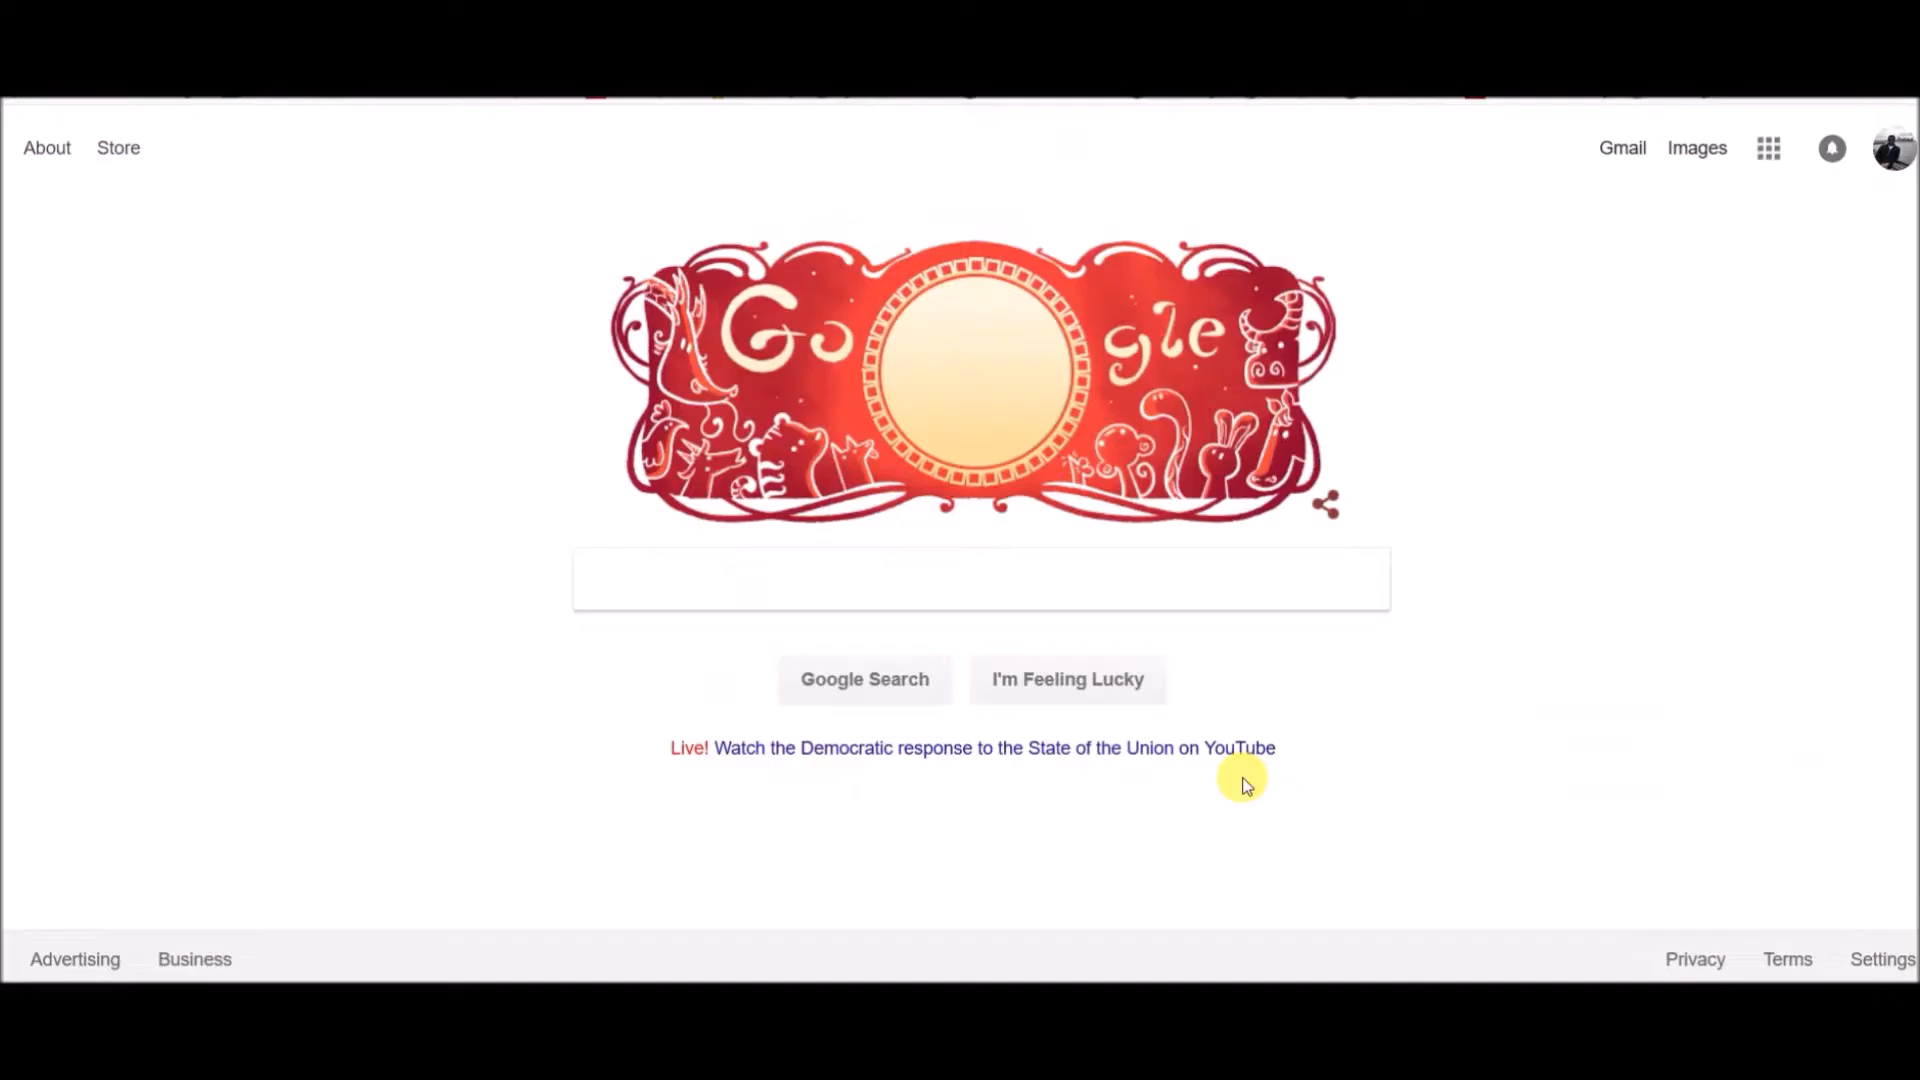 About Store
Gmail Images
Google
Google Search I'm Feeling Lucky
Live! Watch the Democratic response to the State of the Union on YouTube
Advertising Business
Privacy Terms Settings